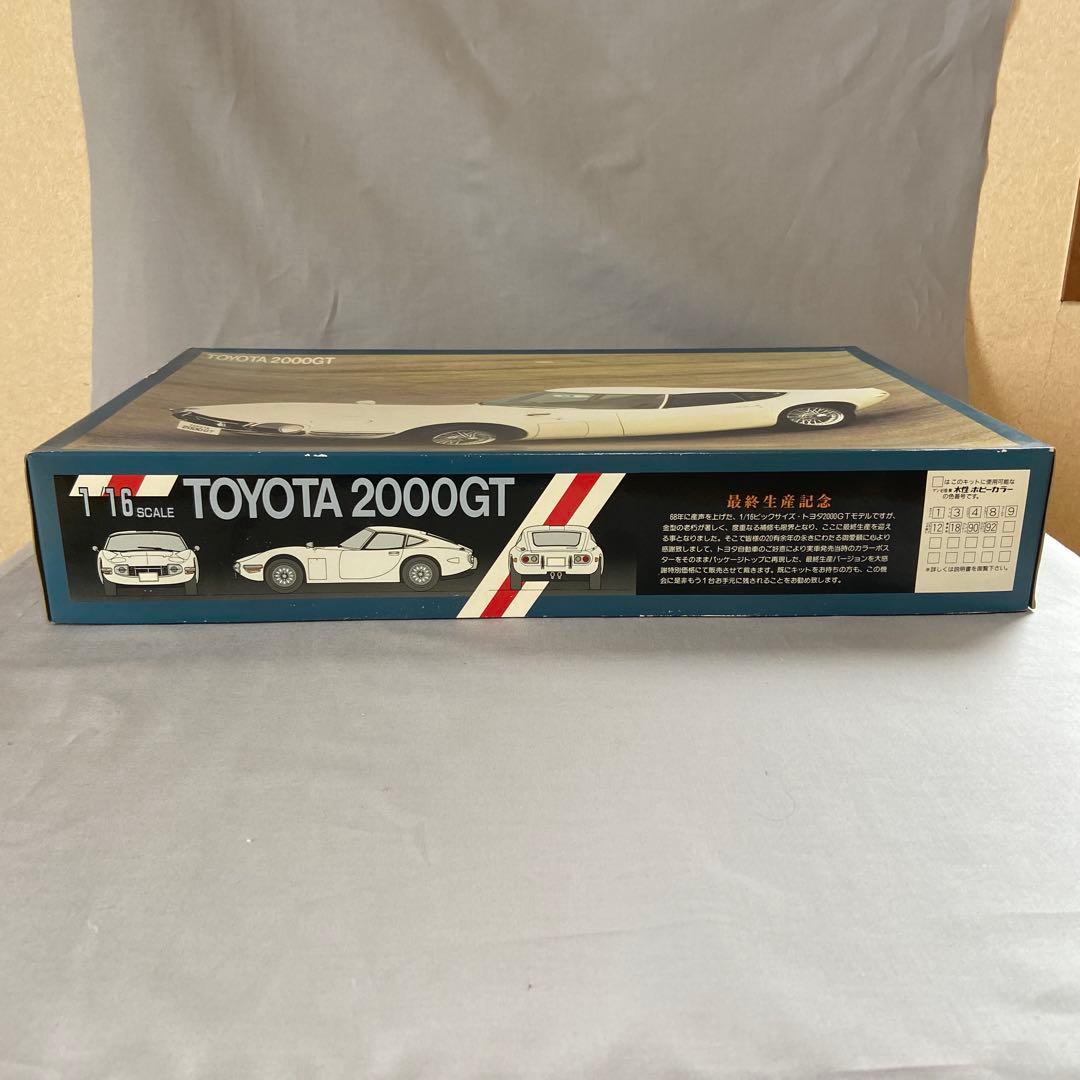 TOYOTA 2000GT
2000GT
1/16 SCALE
TOYOTA 2000GT
最終生産記念
68年に産声を上げた、1/16ビックサイズ・トヨタ2000GTモデルですが、
金型の老朽が著しく、度重なる補修も限界となり、ここに最終生産を迎え
る事となりました。そこで皆様の20有余年の永きにわたる御愛顧に心より
感謝致しまして、トヨタ自動車のご好意により実車発売当時のカラーポス
ターをそのままパッケージトップに再現した、最終生産バージョンを大感
謝特別価格にて販売させて戴きます。既にキットをお持ちの方も、この機
会に是非もう1台お手元に残されることをお勧め致します。
はこのキットに使用可能な
水性ホビーカラー
の色番号です。
1 3 4 8 9
12 18 90 92
※詳しくは説明書を御覧下さい。